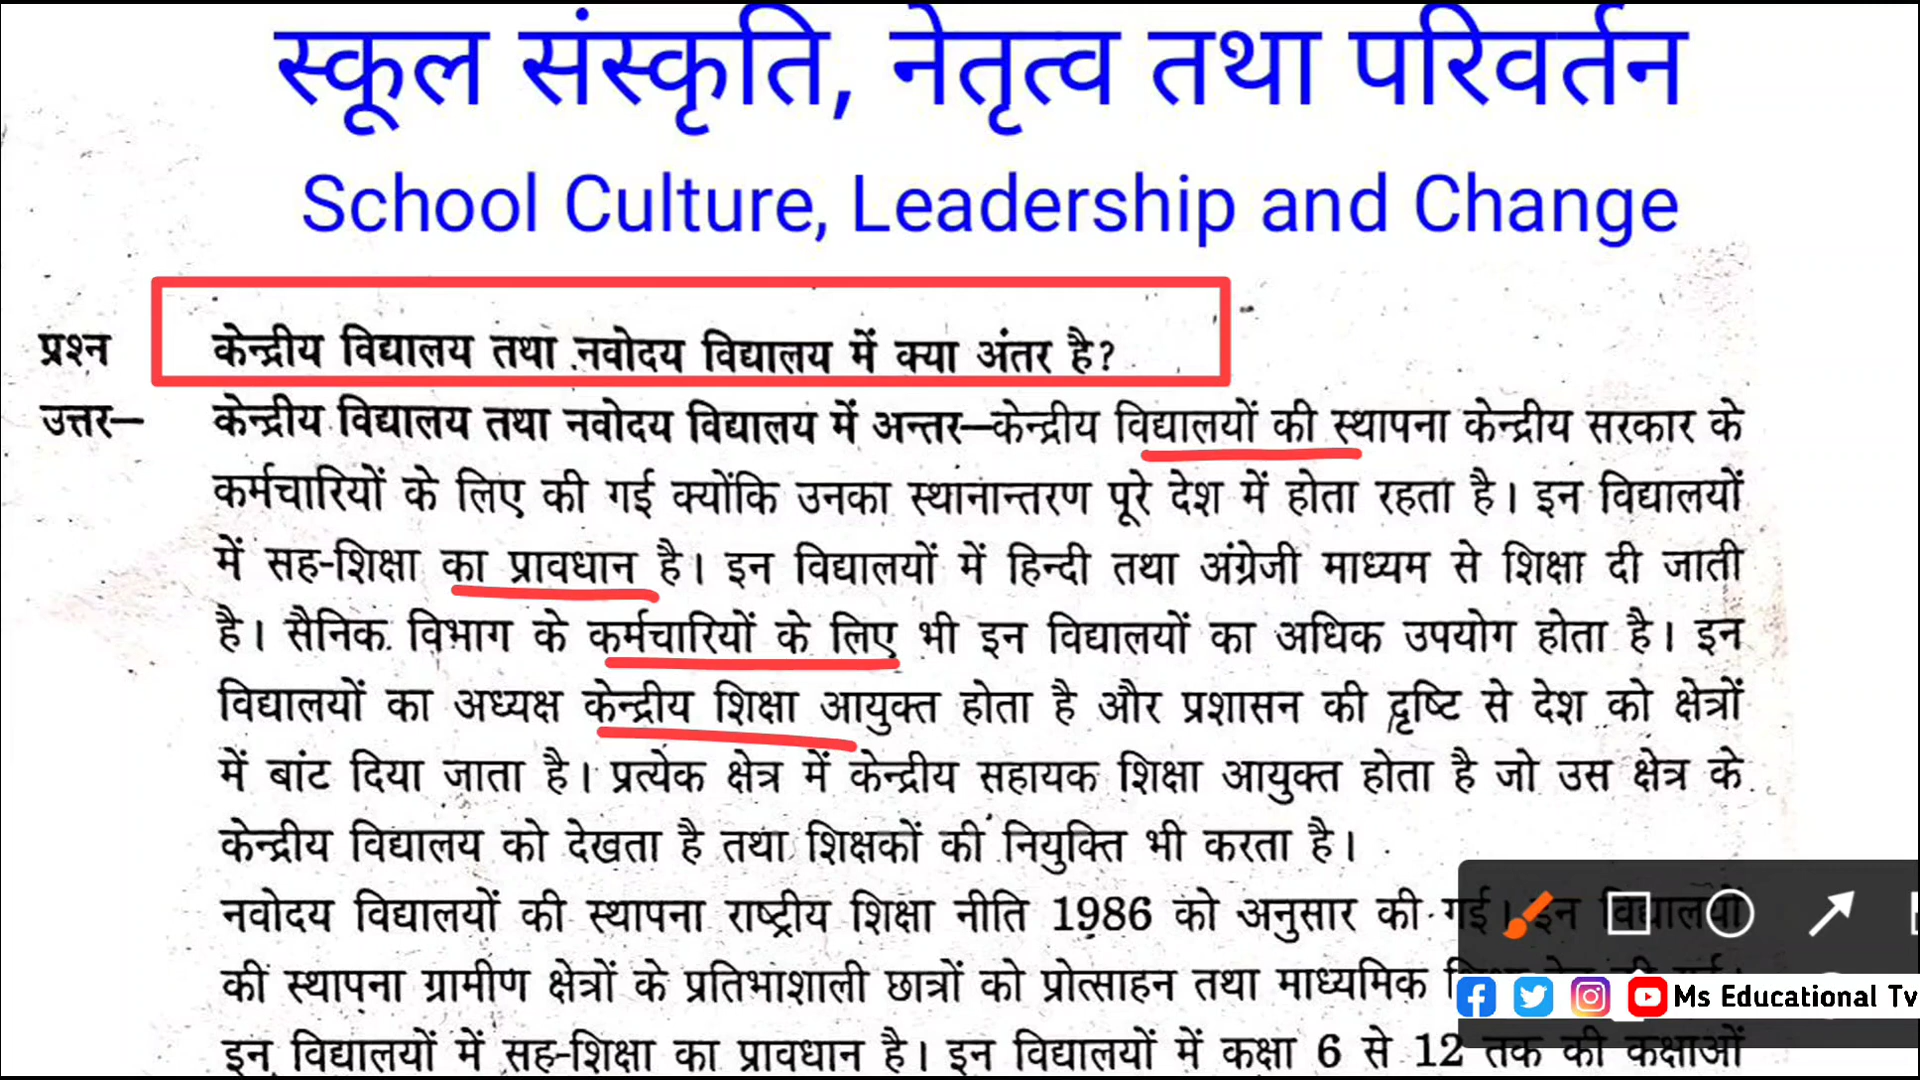 स्कूल संस्कृति, नेतृत्व तथा परिवर्तन
School Culture, Leadership and Change
प्रश्न केन्द्रीय विद्यालय तथा नवोदय विद्यालय में क्या अंतर है?
उत्तर— केन्द्रीय विद्यालय तथा नवोदय विद्यालय में अन्तर—केन्द्रीय विद्यालयों की स्थापना केन्द्रीय सरकार के
कर्मचारियों के लिए की गई क्योंकि उनका स्थानान्तरण पूरे देश में होता रहता है। इन विद्यालयों
में सह-शिक्षा का प्रावधान है। इन विद्यालयों में हिन्दी तथा अंग्रेजी माध्यम से शिक्षा दी जाती
है। सैनिक विभाग के कर्मचारियों के लिए भी इन विद्यालयों का अधिक उपयोग होता है। इन
विद्यालयों का अध्यक्ष केन्द्रीय शिक्षा आयुक्त होता है और प्रशासन की दृष्टि से देश को क्षेत्रों
में बांट दिया जाता है। प्रत्येक क्षेत्र में केन्द्रीय सहायक शिक्षा आयुक्त होता है जो उस क्षेत्र के
केन्द्रीय विद्यालय को देखता है तथा शिक्षकों की नियुक्ति भी करता है।
नवोदय विद्यालयों की स्थापना राष्ट्रीय शिक्षा नीति 1986 को अनुसार की गई। इन विद्यालयों
की स्थापना ग्रामीण क्षेत्रों के प्रतिभाशाली छात्रों को प्रोत्साहन तथा माध्यमिक
Ms Educational Tv
इन विद्यालयों में सह-शिक्षा का प्रावधान है। इन विद्यालयों में कक्षा 6 से 12 तक की कक्षाओं